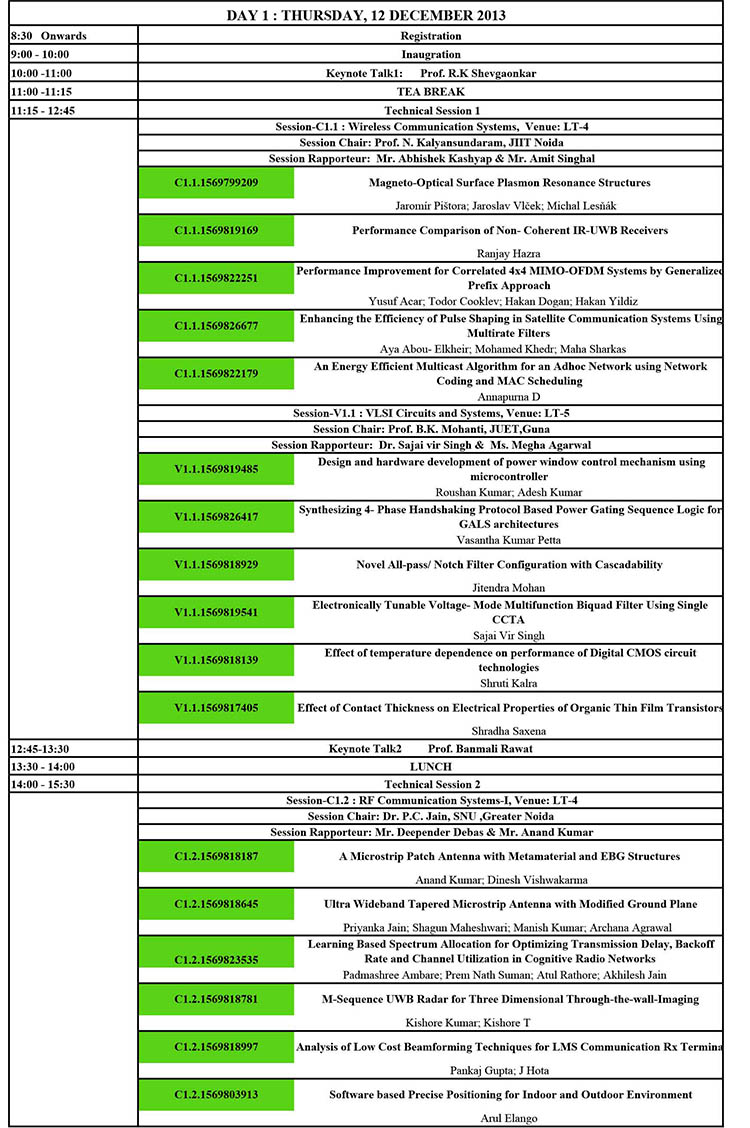 DAY 1 : THURSDAY, 12 DECEMBER 2013
8:30 Onwards Registration
9:00 - 10:00 Inaugration
10:00 -11:00 Keynote Talk1: Prof. R.K Shevgaonkar
11:00 -11:15 TEA BREAK
11:15 - 12:45 Technical Session 1
Session-C1.1 : Wireless Communication Systems, Venue: LT-4
Session Chair: Prof. N. Kalyansundaram, JIIT Noida
Session Rapporteur: Mr. Abhishek Kashyap & Mr. Amit Singhal
C1.1.1569799209 Magneto-Optical Surface Plasmon Resonance Structures
Jaromír Pištora; Jaroslav Vlček; Michal Lesňák
C1.1.1569819169 Performance Comparison of Non- Coherent IR-UWB Receivers
Ranjay Hazra
C1.1.1569822251 Performance Improvement for Correlated 4x4 MIMO-OFDM Systems by Generalized
Prefix Approach
Yusuf Acar; Todor Cooklev; Hakan Dogan; Hakan Yildiz
C1.1.1569826677 Enhancing the Efficiency of Pulse Shaping in Satellite Communication Systems Using
Multirate Filters
Aya Abou- Elkheir; Mohamed Khedr; Maha Sharkas
C1.1.1569822179 An Energy Efficient Multicast Algorithm for an Adhoc Network using Network
Coding and MAC Scheduling
Annapurna D
Session-V1.1 : VLSI Circuits and Systems, Venue: LT-5
Session Chair: Prof. B.K. Mohanti, JUET,Guna
Session Rapporteur: Dr. Sajai vir Singh & Ms. Megha Agarwal
V1.1.1569819485 Design and hardware development of power window control mechanism using
microcontroller
Roushan Kumar; Adesh Kumar
V1.1.1569826417 Synthesizing 4- Phase Handshaking Protocol Based Power Gating Sequence Logic for
GALS architectures
Vasantha Kumar Petta
V1.1.1569818929 Novel All-pass/ Notch Filter Configuration with Cascadability
Jitendra Mohan
V1.1.1569819541 Electronically Tunable Voltage- Mode Multifunction Biquad Filter Using Single
CCTA
Sajai Vir Singh
V1.1.1569818139 Effect of temperature dependence on performance of Digital CMOS circuit
technologies
Shruti Kalra
V1.1.1569817405 Effect of Contact Thickness on Electrical Properties of Organic Thin Film Transistors
Shradha Saxena
12:45-13:30 Keynote Talk2 Prof. Banmali Rawat
13:30 - 14:00 LUNCH
14:00 - 15:30 Technical Session 2
Session-C1.2 : RF Communication Systems-I, Venue: LT-4
Session Chair: Dr. P.C. Jain, SNU ,Greater Noida
Session Rapporteur: Mr. Deepender Debas & Mr. Anand Kumar
C1.2.1569818187 A Microstrip Patch Antenna with Metamaterial and EBG Structures
Anand Kumar; Dinesh Vishwakarma
C1.2.1569818645 Ultra Wideband Tapered Microstrip Antenna with Modified Ground Plane
Priyanka Jain; Shagun Maheshwari; Manish Kumar; Archana Agrawal
C1.2.1569823535 Learning Based Spectrum Allocation for Optimizing Transmission Delay, Backoff
Rate and Channel Utilization in Cognitive Radio Networks
Padmashree Ambare; Prem Nath Suman; Atul Rathore; Akhilesh Jain
C1.2.1569818781 M-Sequence UWB Radar for Three Dimensional Through-the-wall-Imaging
Kishore Kumar; Kishore T
C1.2.1569818997 Analysis of Low Cost Beamforming Techniques for LMS Communication Rx Termina
Pankaj Gupta; J Hota
C1.2.1569803913 Software based Precise Positioning for Indoor and Outdoor Environment
Arul Elango